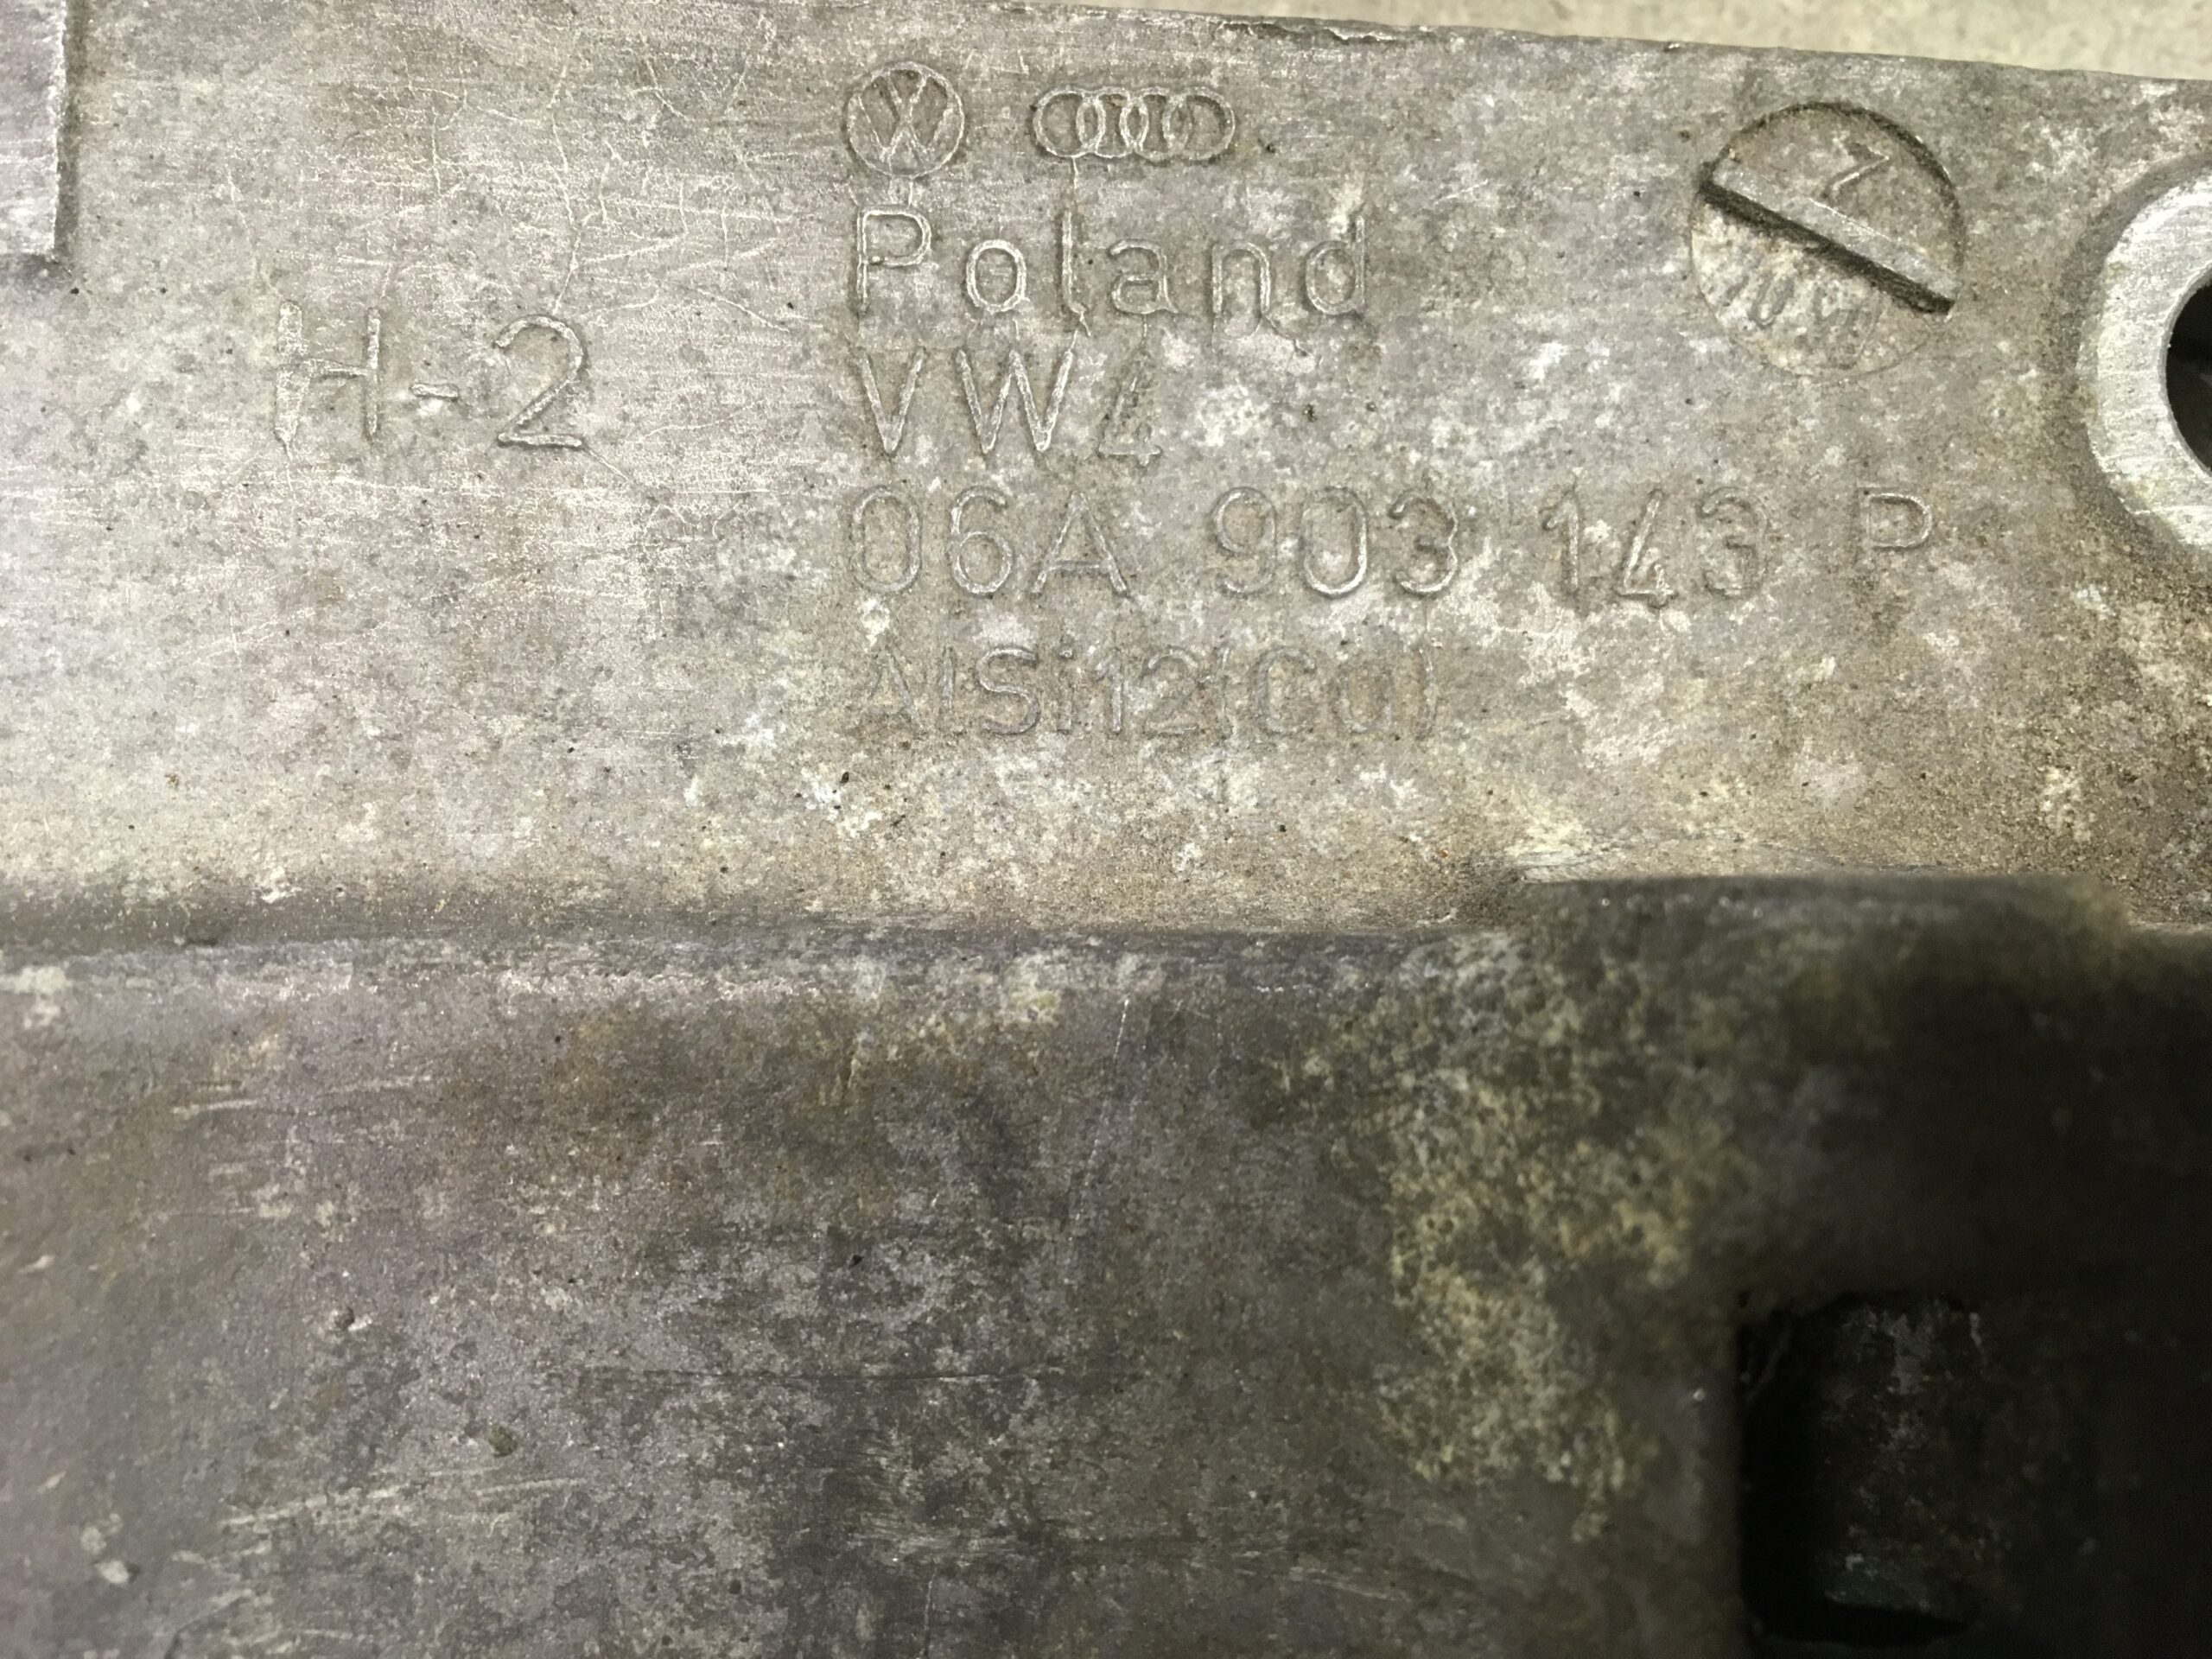 Poland
H-2
VW4
06A 903 143 P
AlSi12(Cu)